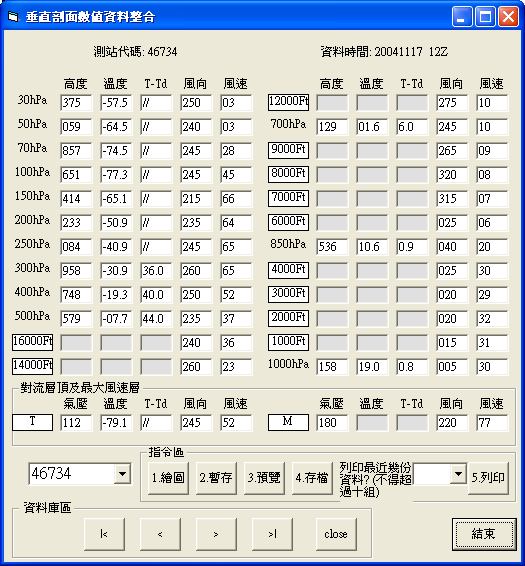 垂直剖面數值資料整合
測站代碼: 46734 資料時間: 20041117 12Z
高度 溫度 T-Td 風向 風速 高度 溫度 T-Td 風向 風速
30hPa 375 -57.5 // 250 03 12000Ft 275 10
50hPa 059 -64.5 // 240 03 700hPa 129 01.6 6.0 245 10
70hPa 857 -74.5 // 245 28 9000Ft 265 09
100hPa 651 -77.3 // 245 45 8000Ft 320 08
150hPa 414 -65.1 // 215 66 7000Ft 315 07
200hPa 233 -50.9 // 235 64 6000Ft 025 06
250hPa 084 -40.9 // 245 65 850hPa 536 10.6 0.9 040 20
300hPa 958 -30.9 36.0 260 65 4000Ft 025 30
400hPa 748 -19.3 40.0 250 52 3000Ft 020 29
500hPa 579 -07.7 44.0 235 37 2000Ft 020 32
16000Ft 240 36 1000Ft 015 31
14000Ft 260 23 1000hPa 158 19.0 0.8 005 30
對流層頂及最大風速層
氣壓 溫度 T-Td 風向 風速 氣壓 溫度 T-Td 風向 風速
T 112 -79.1 // 245 52 M 180 220 77
指令區
46734 1.繪圖 2.暫存 3.預覽 4.存檔 列印最近幾份 5.列印
資料? (不得超
過十組)
資料庫區
|< < > >| close 結束